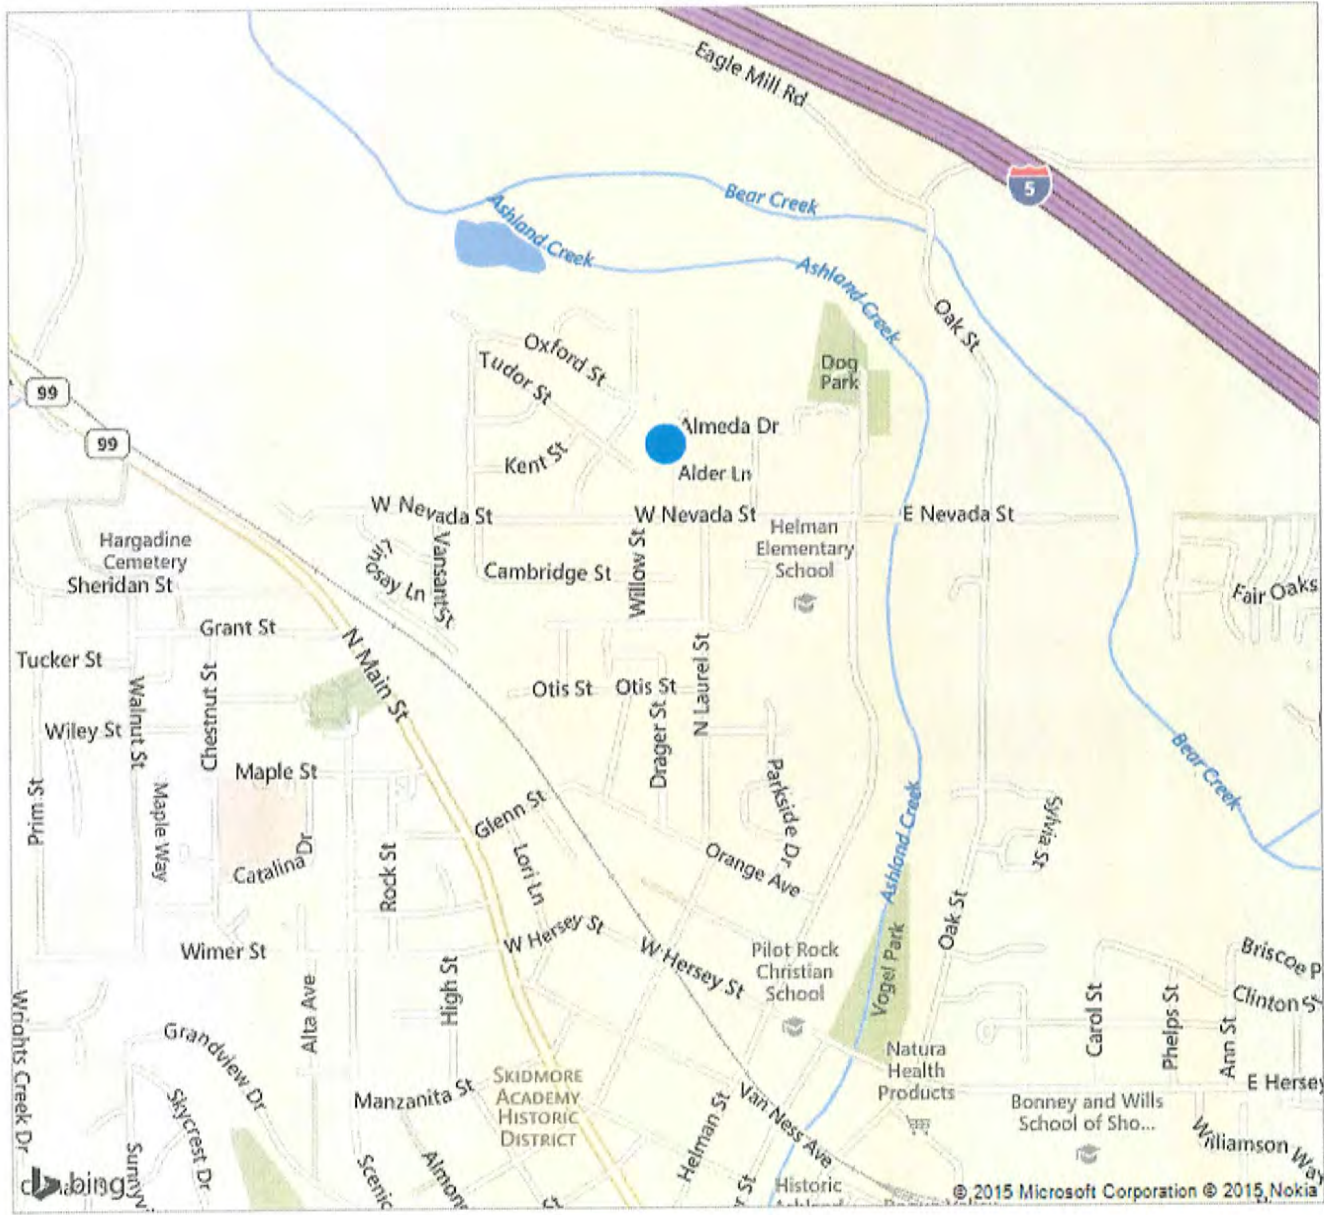 Eagle Mill Rd
5
Bear Creek
Ashland Creek
Ashland Creek
Oak St
Oxford St
Tudor St
Dog
Park
99
99
Almeda Dr
Kent St
Alder Ln
W Nevada St
W Nevada St
E Nevada St
Hargadine
Cemetery
Helman
Elementary
School
Vansant St
Willow St
Cambridge St
Sheridan St
Fair Oaks
Grant St
N Main St
Tucker St
Otis St
Otis St
N Laurel St
Walnut St
Chestnut St
Wiley St
Drager St
Bear Creek
Maple St
Prim St
Maple Way
Parkside Dr
Ashland Creek
Sylvia St
Glenn St
Catalina Dr
Rock St
Lori Ln
Orange Ave
Oak St
W Hersey St
W Hersey St
Wimer St
Pilot Rock
Christian
School
Vogel Park
Briscoe P
Clinton S
High St
Alta Ave
Carol St
Phelps St
Ann St
Wrights Creek Dr
Grandview Dr
Natura
Health
Products
E Hersey
Skidmore
Academy
Historic
District
Manzanita St
Skycrest Dr
Van Ness Ave
Helman St
Bonney and Wills
School of Sho...
Williamson Way
Scenic
bing
Historic
© 2015 Microsoft Corporation © 2015 Nokia